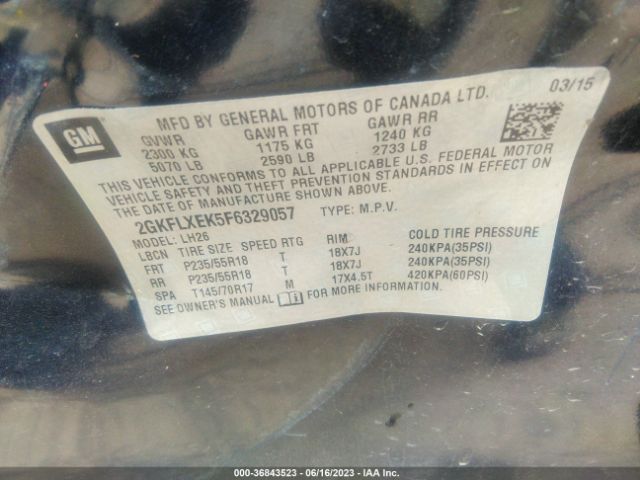 GM
MFD BY GENERAL MOTORS OF CANADA LTD. 03/15
GVWR GAWR FRT GAWR RR
2300 KG 1175 KG 1240 KG
5070 LB 2590 LB 2733 LB
THIS VEHICLE CONFORMS TO ALL APPLICABLE U.S. FEDERAL MOTOR
VEHICLE SAFETY AND THEFT PREVENTION STANDARDS IN EFFECT ON
THE DATE OF MANUFACTURE SHOWN ABOVE.
2GKFLXEK5F6329057 TYPE: M.P.V.
MODEL: LH26
LBCN TIRE SIZE SPEED RTG RIM COLD TIRE PRESSURE
FRT P235/55R18 T 18X7J 240KPA(35PSI)
RR P235/55R18 T 18X7J 240KPA(35PSI)
SPA T145/70R17 M 17X4.5T 420KPA(60PSI)
SEE OWNER'S MANUAL FOR MORE INFORMATION.
000-36843523 - 06/16/2023 - IAA Inc.